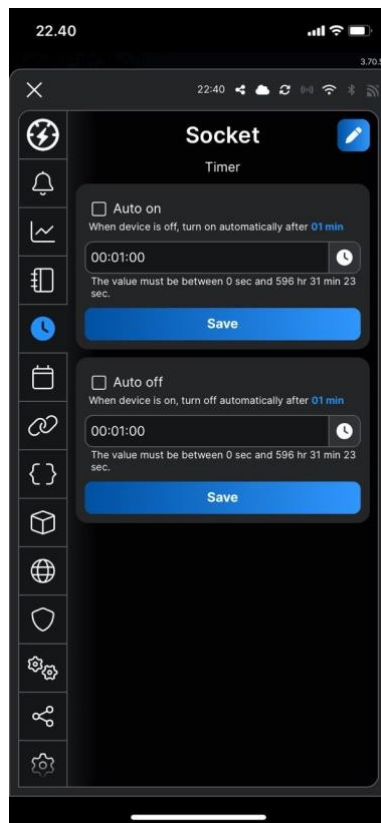 22.40
3.70.5
22:40
Socket
Timer
Auto on
When device is off, turn on automatically after 01 min
00:01:00
The value must be between 0 sec and 596 hr 31 min 23
sec.
Save
Auto off
When device is on, turn off automatically after 01 min
00:01:00
The value must be between 0 sec and 596 hr 31 min 23
sec.
Save